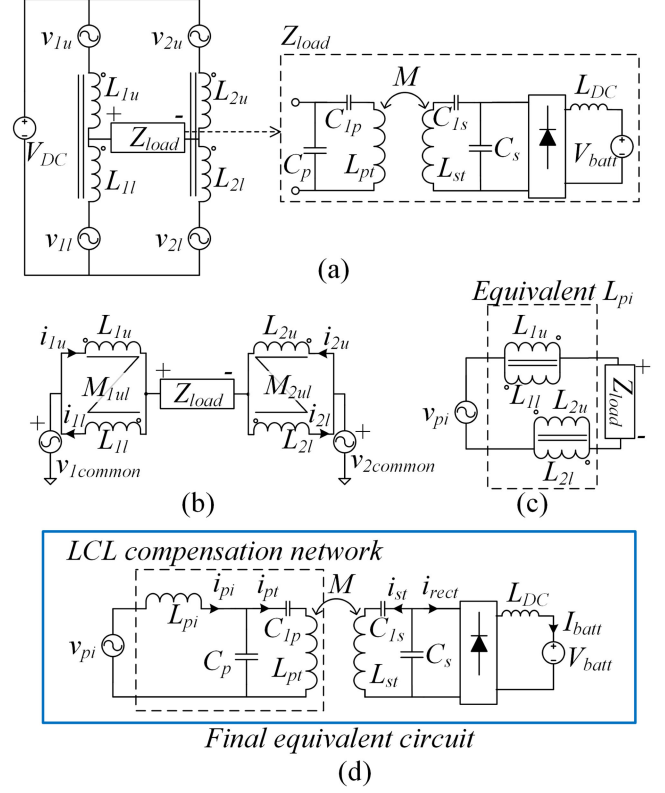 v1u
v2u
Zload
L1u
L2u
M
LDC
+
-
C1p
C1s
VDC
Zload
Cp
Lpt
Lst
Cs
Vbatt
L1l
L2l
v1l
v2l
(a)
Equivalent Lpi
i1u
L1u
L2u
i2u
L1u
M1ul
+
-
M2ul
Zload
Zload
+
i1l
i2l
vpi
L1l
L2u
+
L1l
L2l
+
-
v1common
v2common
L2l
(b)
(c)
LCL compensation network
ipi
ipt
M
ist
irect
LDC
Lpi
C1p
C1s
Ibatt
vpi
Cp
Lpt
Lst
Cs
Vbatt
Final equivalent circuit
(d)